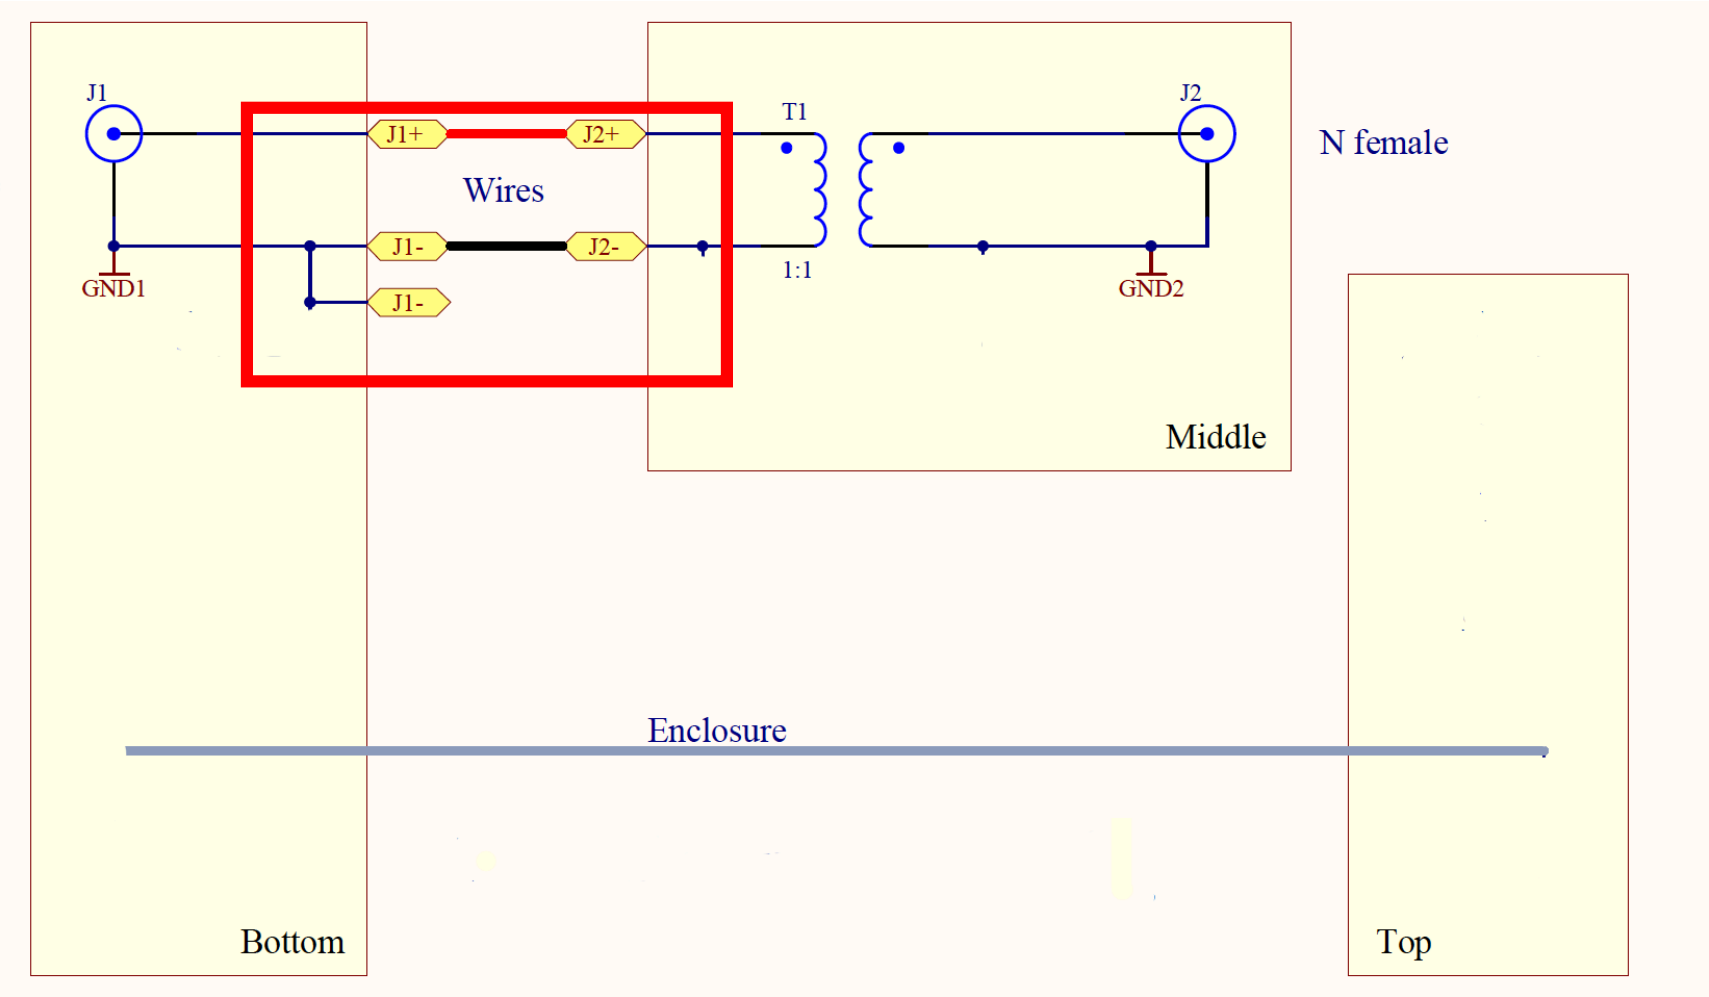 J1
J1+
J2+
T1
J2
N female
Wires
J1-
J2-
1:1
GND1
J1-
GND2
Middle
Enclosure
Bottom
Top